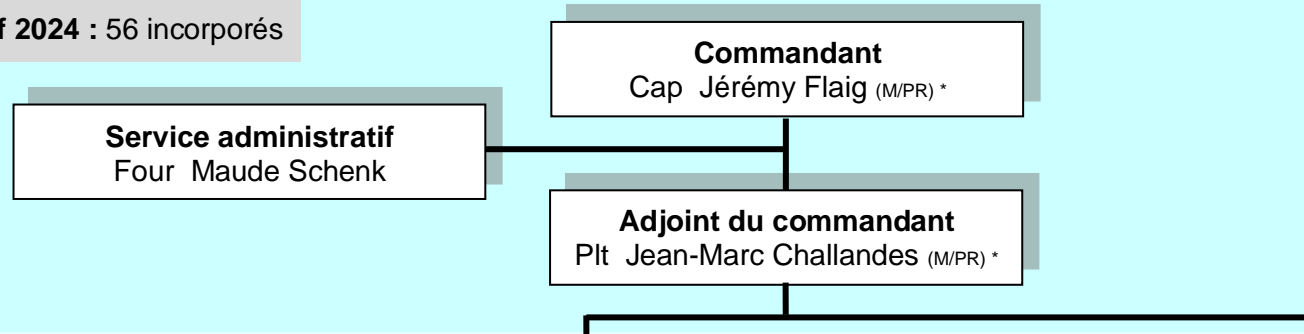 2024 : 56 incorporés
Commandant
Cap Jérémy Flaig (M/PR) *
Service administratif
Four Maude Schenk
Adjoint du commandant
Plt Jean-Marc Challandes (M/PR) *